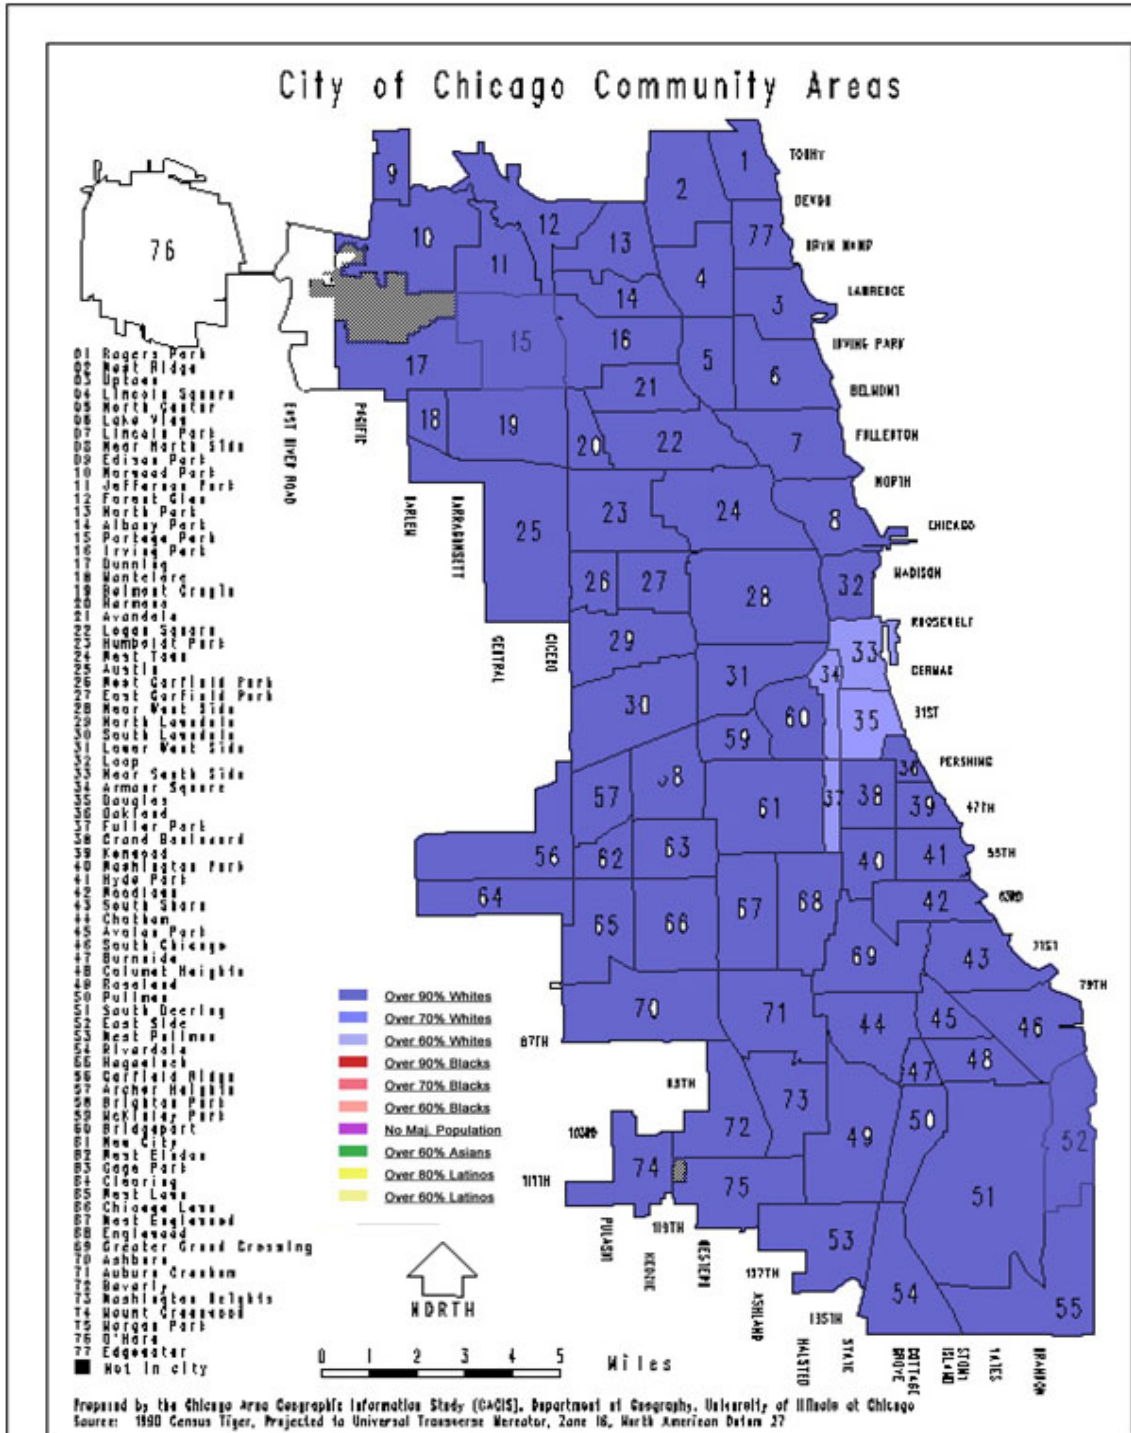 City of Chicago Community Areas
TOUHY
DEVON
BRYN MAWR
LAWRENCE
IRVING PARK
BELMONT
FULLERTON
NORTH
CHICAGO
MADISON
ROOSEVELT
CERMAC
31ST
PERSHING
47TH
55TH
63RD
71ST
79TH
EAST RIVER ROAD
PACIFIC
HARLEM
NARRAGANSETT
CENTRAL
CICERO
87TH
103RD
119TH
127TH
135TH
PULASKI
KEDZIE
WESTERN
ASHLAND
HALSTED
STATE
COTTAGE GROVE
STONY ISLAND
YATES
BRANDON
01 Rogers Park
02 West Ridge
03 Uptown
04 Lincoln Square
05 North Center
06 Lake View
07 Lincoln Park
08 Near North Side
09 Edison Park
10 Norwood Park
11 Jefferson Park
12 Forest Glen
13 North Park
14 Albany Park
15 Portage Park
16 Irving Park
17 Dunning
18 Montclare
19 Belmont Cragin
20 Hermosa
21 Avondale
22 Logan Square
23 Humboldt Park
24 West Town
25 Austin
26 West Garfield Park
27 East Garfield Park
28 Near West Side
29 North Lawndale
30 South Lawndale
31 Lower West Side
32 Loop
33 Near South Side
34 Armour Square
35 Douglas
36 Oakland
37 Fuller Park
38 Grand Boulevard
39 Kenwood
40 Washington Park
41 Hyde Park
42 Woodlawn
43 South Shore
44 Chatham
45 Avalon Park
46 South Chicago
47 Burnside
48 Calumet Heights
49 Roseland
50 Pullman
51 South Deering
52 East Side
53 West Pullman
54 Riverdale
55 Hegewisch
56 Garfield Ridge
57 Archer Heights
58 Brighton Park
59 McKinley Park
60 Bridgeport
61 New City
62 West Elsdon
63 Gage Park
64 Clearing
65 West Lawn
66 Chicago Lawn
67 West Englewood
68 Englewood
69 Greater Grand Crossing
70 Ashburn
71 Auburn Gresham
72 Beverly
73 Washington Heights
74 Mount Greenwood
75 Morgan Park
76 O'Hare
77 Edgewater
Not in city
Over 90% Whites
Over 70% Whites
Over 60% Whites
Over 90% Blacks
Over 70% Blacks
Over 60% Blacks
No Maj. Population
Over 60% Asians
Over 80% Latinos
Over 60% Latinos
NORTH
0 1 2 3 4 5 Miles
Prepared by the Chicago Area Geographic Information Study (CAGIS), Department of Geography, University of Illinois at Chicago
Source: 1990 Census Tiger, Projected to Universal Transverse Mercator, Zone 16, North American Datum 27